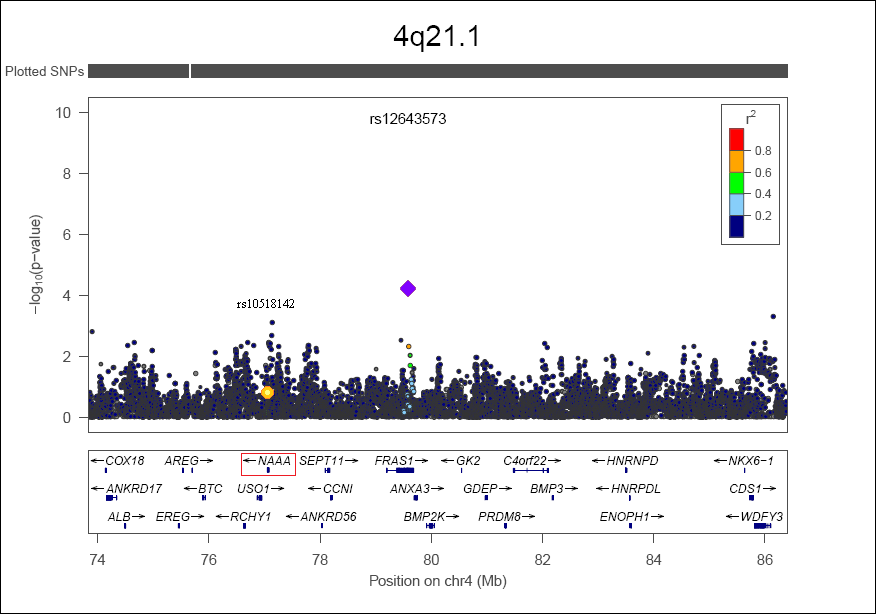 4q21.1
Plotted SNPs
10
8
6
4
2
0
−log10(p−value)
rs12643573
rs10518142
r2
0.8
0.6
0.4
0.2
←COX18 AREG→ ←NAAA SEPT11→ FRAS1→ ←GK2 C4orf22→ ←HNRNPD ←NKX6−1
←ANKRD17 ←BTC USO1→ ←CCNI ANXA3→ GDEP→ BMP3→ ←HNRPDL CDS1→
ALB→ EREG→ ←RCHY1 ←ANKRD56 BMP2K→ PRDM8→ ENOPH1→ ←WDFY3
74 76 78 80 82 84 86
Position on chr4 (Mb)